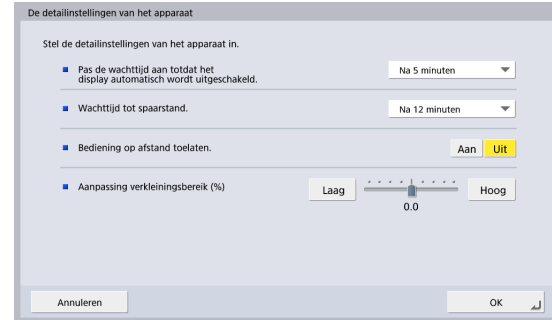 De detailinstellingen van het apparaat
Stel de detailinstellingen van het apparaat in.
Pas de wachttijd aan totdat het
display automatisch wordt uitgeschakeld.
Na 5 minuten
Wachttijd tot spaarstand.
Na 12 minuten
Bediening op afstand toelaten.
Aan Uit
Aanpassing verkleiningsbereik (%)
Laag
Hoog
0.0
Annuleren
OK